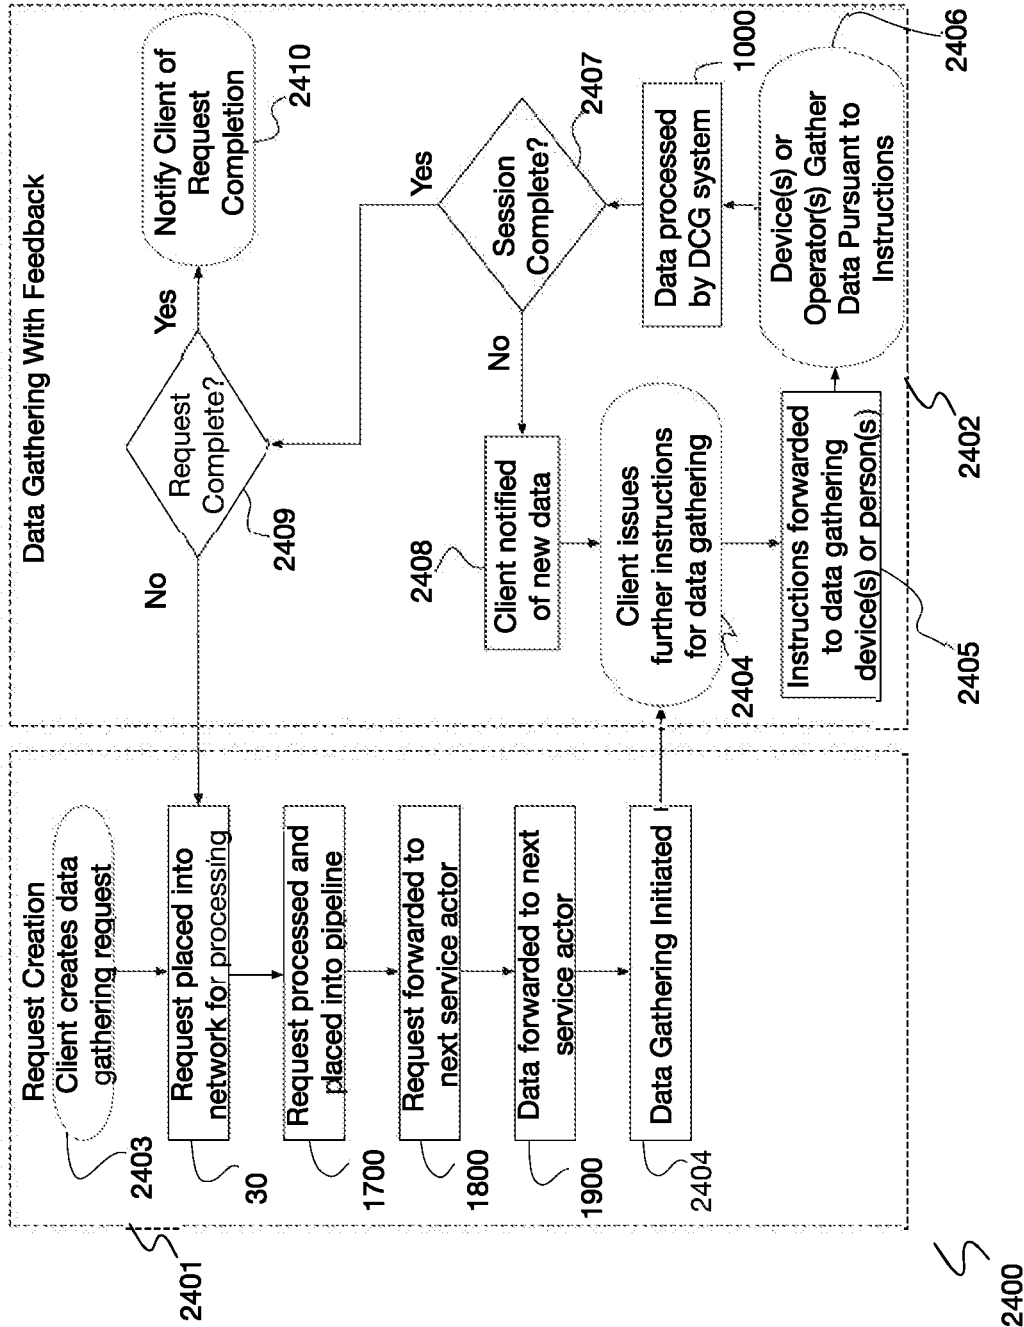 Request Creation
Client creates data
gathering request
2403
Request placed into
network for processing
30
Request processed and
placed into pipeline
1700
Request forwarded to
next service actor
1800
Data forwarded to next
service actor
1900
Data Gathering Initiated
2404
2401
2400
Data Gathering With Feedback
No
Request
Complete?
2409
Yes
Notify Client of
Request
Completion
2410
Client notified
of new data
2408
No
Session
Complete?
2407
Yes
Client issues
further instructions
for data gathering
2404
Data processed
by DCG system
1000
Instructions forwarded
to data gathering
device(s) or person(s)
2405
Device(s) or
Operator(s) Gather
Data Pursuant to
Instructions
2406
2402